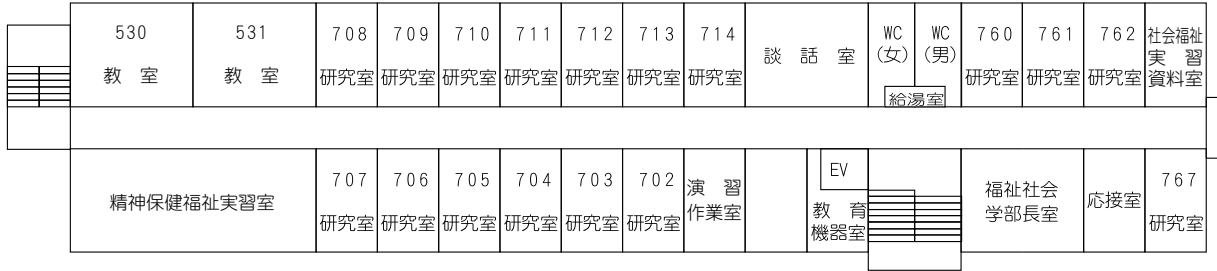 530
教 室
531
教 室
708
研究室
709
研究室
710
研究室
711
研究室
712
研究室
713
研究室
714
研究室
談 話 室
WC
(女)
WC
(男)
給湯室
760
研究室
761
研究室
762
研究室
社会福祉
実 習
資料室
精神保健福祉実習室
707
研究室
706
研究室
705
研究室
704
研究室
703
研究室
702
研究室
演 習
作業室
EV
教 育
機器室
福祉社会
学部長室
応接室
767
研究室